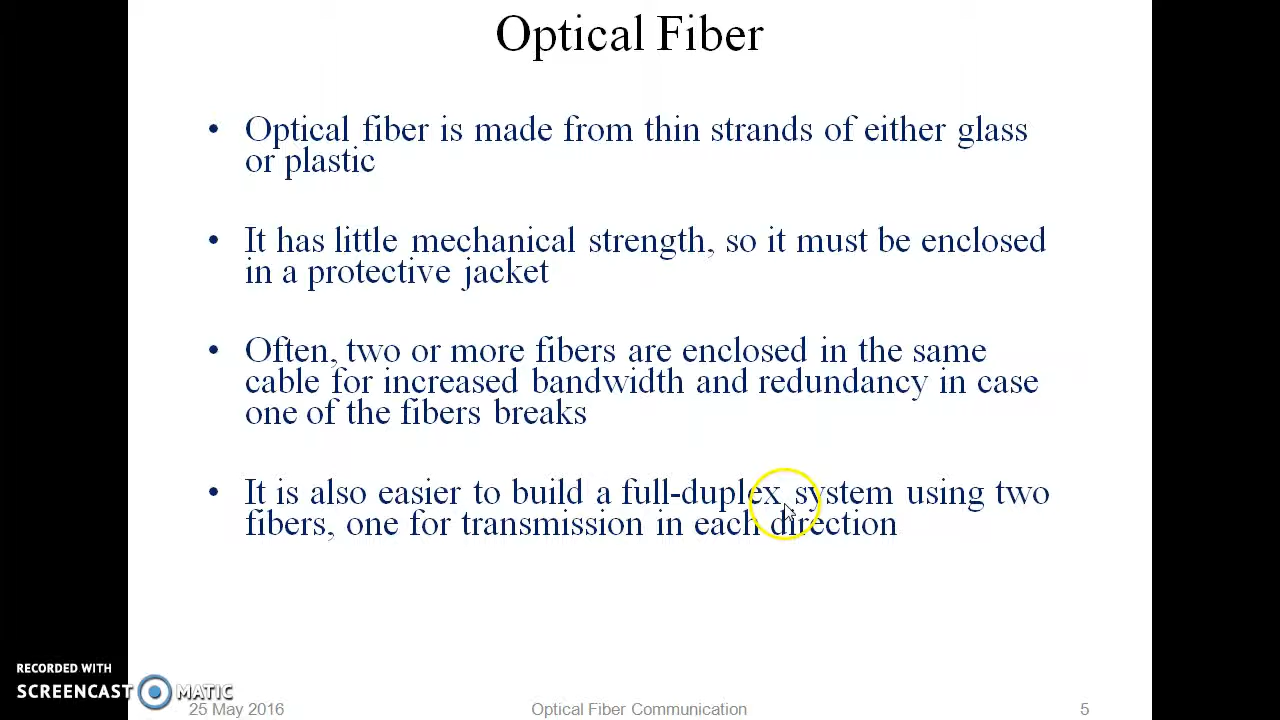 Optical Fiber
• Optical fiber is made from thin strands of either glass
or plastic
• It has little mechanical strength, so it must be enclosed
in a protective jacket
• Often, two or more fibers are enclosed in the same
cable for increased bandwidth and redundancy in case
one of the fibers breaks
• It is also easier to build a full-duplex system using two
fibers, one for transmission in each direction
RECORDED WITH
SCREENCAST MATIC
25 May 2016 Optical Fiber Communication 5